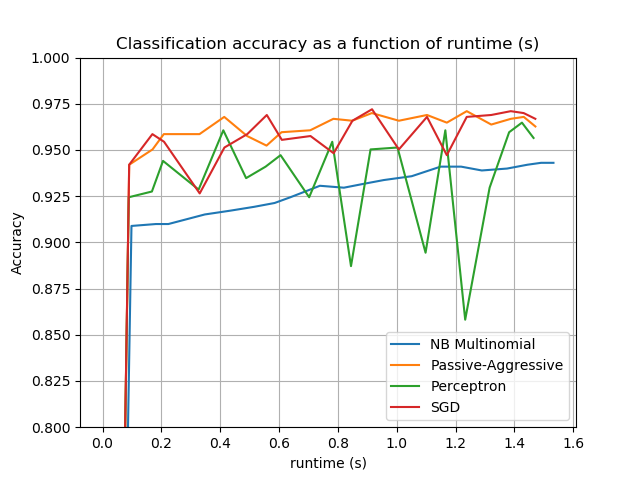 Classification accuracy as a function of runtime (s)
1.000
0.975
0.950
0.925
0.900
0.875
0.850
0.825
0.800
Accuracy
NB Multinomial
Passive-Aggressive
Perceptron
SGD
0.0 0.2 0.4 0.6 0.8 1.0 1.2 1.4 1.6
runtime (s)